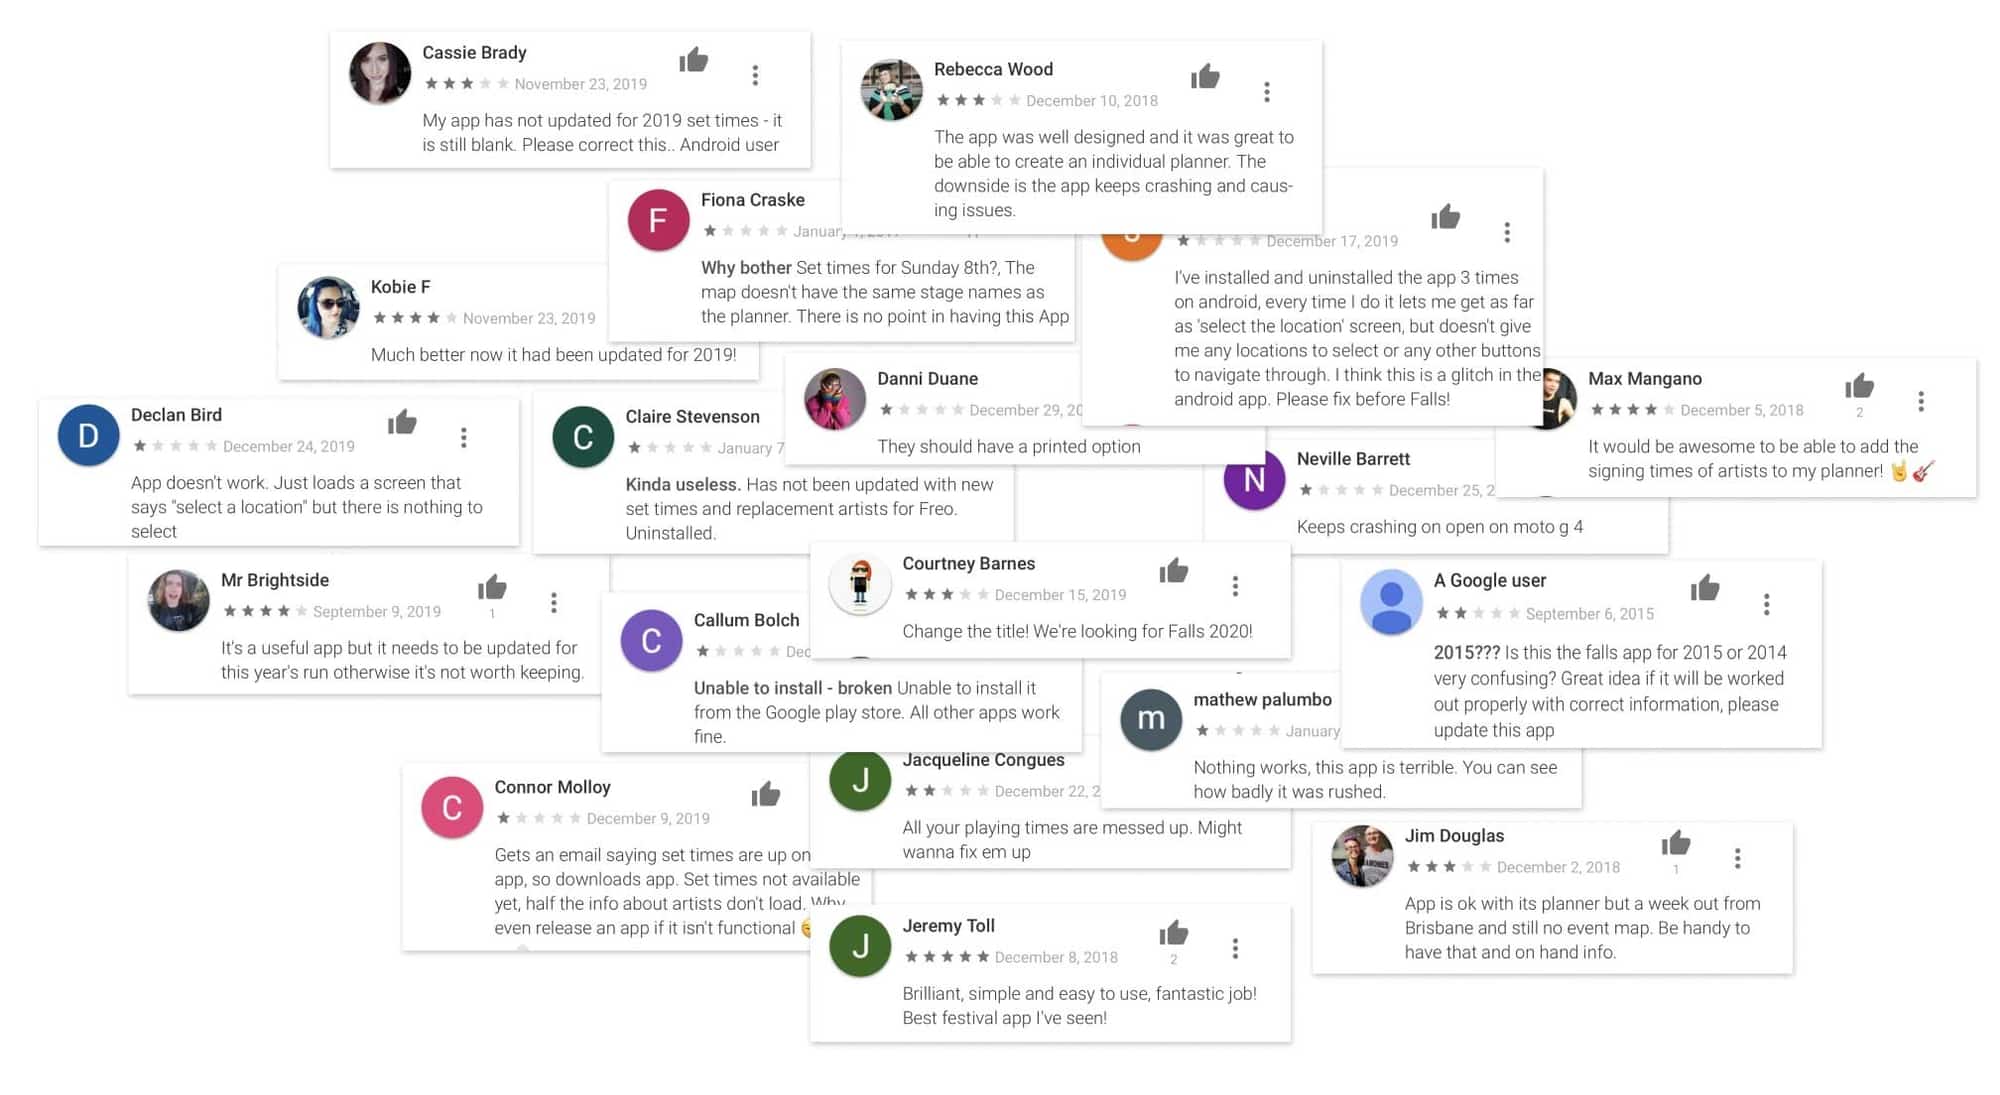 Cassie Brady
November 23, 2019
My app has not updated for 2019 set times - it
is still blank. Please correct this.. Android user
Rebecca Wood
December 10, 2018
The app was well designed and it was great to
be able to create an individual planner. The
downside is the app keeps crashing and caus-
ing issues.
F
Fiona Craske
January
Why bother Set times for Sunday 8th?, The
map doesn't have the same stage names as
the planner. There is no point in having this App
December 17, 2019
I've installed and uninstalled the app 3 times
on android, every time I do it lets me get as far
as 'select the location' screen, but doesn't give
me any locations to select or any other buttons
to navigate through. I think this is a glitch in the
android app. Please fix before Falls!
Kobie F
November 23, 2019
Much better now it had been updated for 2019!
Danni Duane
December 29, 20
They should have a printed option
Max Mangano
December 5, 2018
2
It would be awesome to be able to add the
signing times of artists to my planner! 🤘🎸
D
Declan Bird
December 24, 2019
App doesn't work. Just loads a screen that
says "select a location" but there is nothing to
select
C
Claire Stevenson
January 7
Kinda useless. Has not been updated with new
set times and replacement artists for Freo.
Uninstalled.
N
Neville Barrett
December 25, 2
Keeps crashing on open on moto g 4
Mr Brightside
September 9, 2019
1
It's a useful app but it needs to be updated for
this year's run otherwise it's not worth keeping.
Courtney Barnes
December 15, 2019
Change the title! We're looking for Falls 2020!
A Google user
September 6, 2015
2015??? Is this the falls app for 2015 or 2014
very confusing? Great idea if it will be worked
out properly with correct information, please
update this app
C
Callum Bolch
Dec
Unable to install - broken Unable to install it
from the Google play store. All other apps work
fine.
m
mathew palumbo
January
Nothing works, this app is terrible. You can see
how badly it was rushed.
C
Connor Molloy
December 9, 2019
Gets an email saying set times are up on
app, so downloads app. Set times not available
yet, half the info about artists don't load. Why
even release an app if it isn't functional
J
Jacqueline Congues
December 22, 2
All your playing times are messed up. Might
wanna fix em up
Jim Douglas
December 2, 2018
1
App is ok with its planner but a week out from
Brisbane and still no event map. Be handy to
have that and on hand info.
J
Jeremy Toll
December 8, 2018
2
Brilliant, simple and easy to use, fantastic job!
Best festival app I've seen!